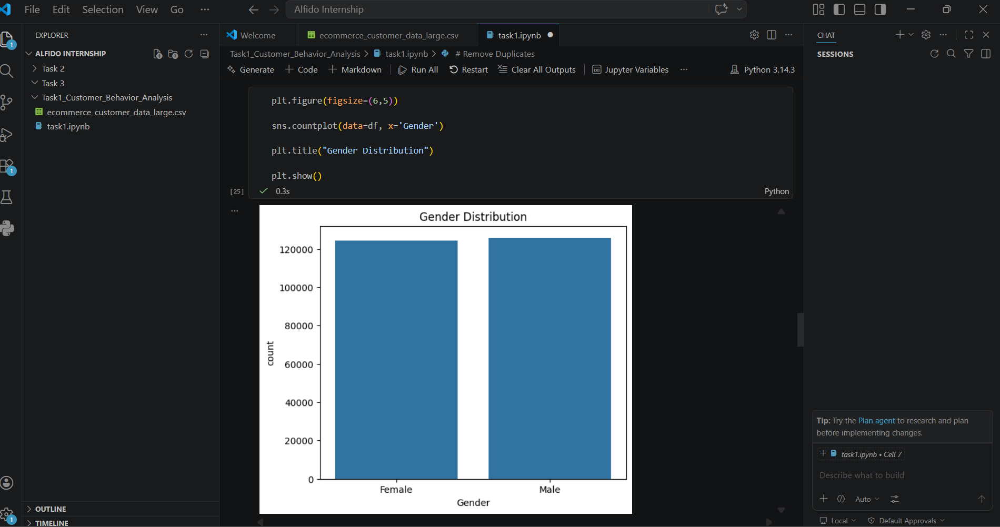 File Edit Selection View Go ···
Alfido Internship
EXPLORER
ALFIDO INTERNSHIP
Task 2
Task 3
Task1_Customer_Behavior_Analysis
ecommerce_customer_data_large.csv
task1.ipynb
OUTLINE
TIMELINE
1
1
1
Welcome
ecommerce_customer_data_large.csv
task1.ipynb
Task1_Customer_Behavior_Analysis > task1.ipynb > # Remove Duplicates
Generate + Code + Markdown Run All Restart Clear All Outputs Jupyter Variables ··· Python 3.14.3
plt.figure(figsize=(6,5))
sns.countplot(data=df, x='Gender')
plt.title("Gender Distribution")
plt.show()
[25] 0.3s Python
Gender Distribution
120000
100000
80000
60000
40000
20000
0
count
Female Male
Gender
CHAT
SESSIONS
Tip: Try the Plan agent to research and plan
before implementing changes.
+ task1.ipynb • Cell 7
Describe what to build
Auto
Local Default Approvals